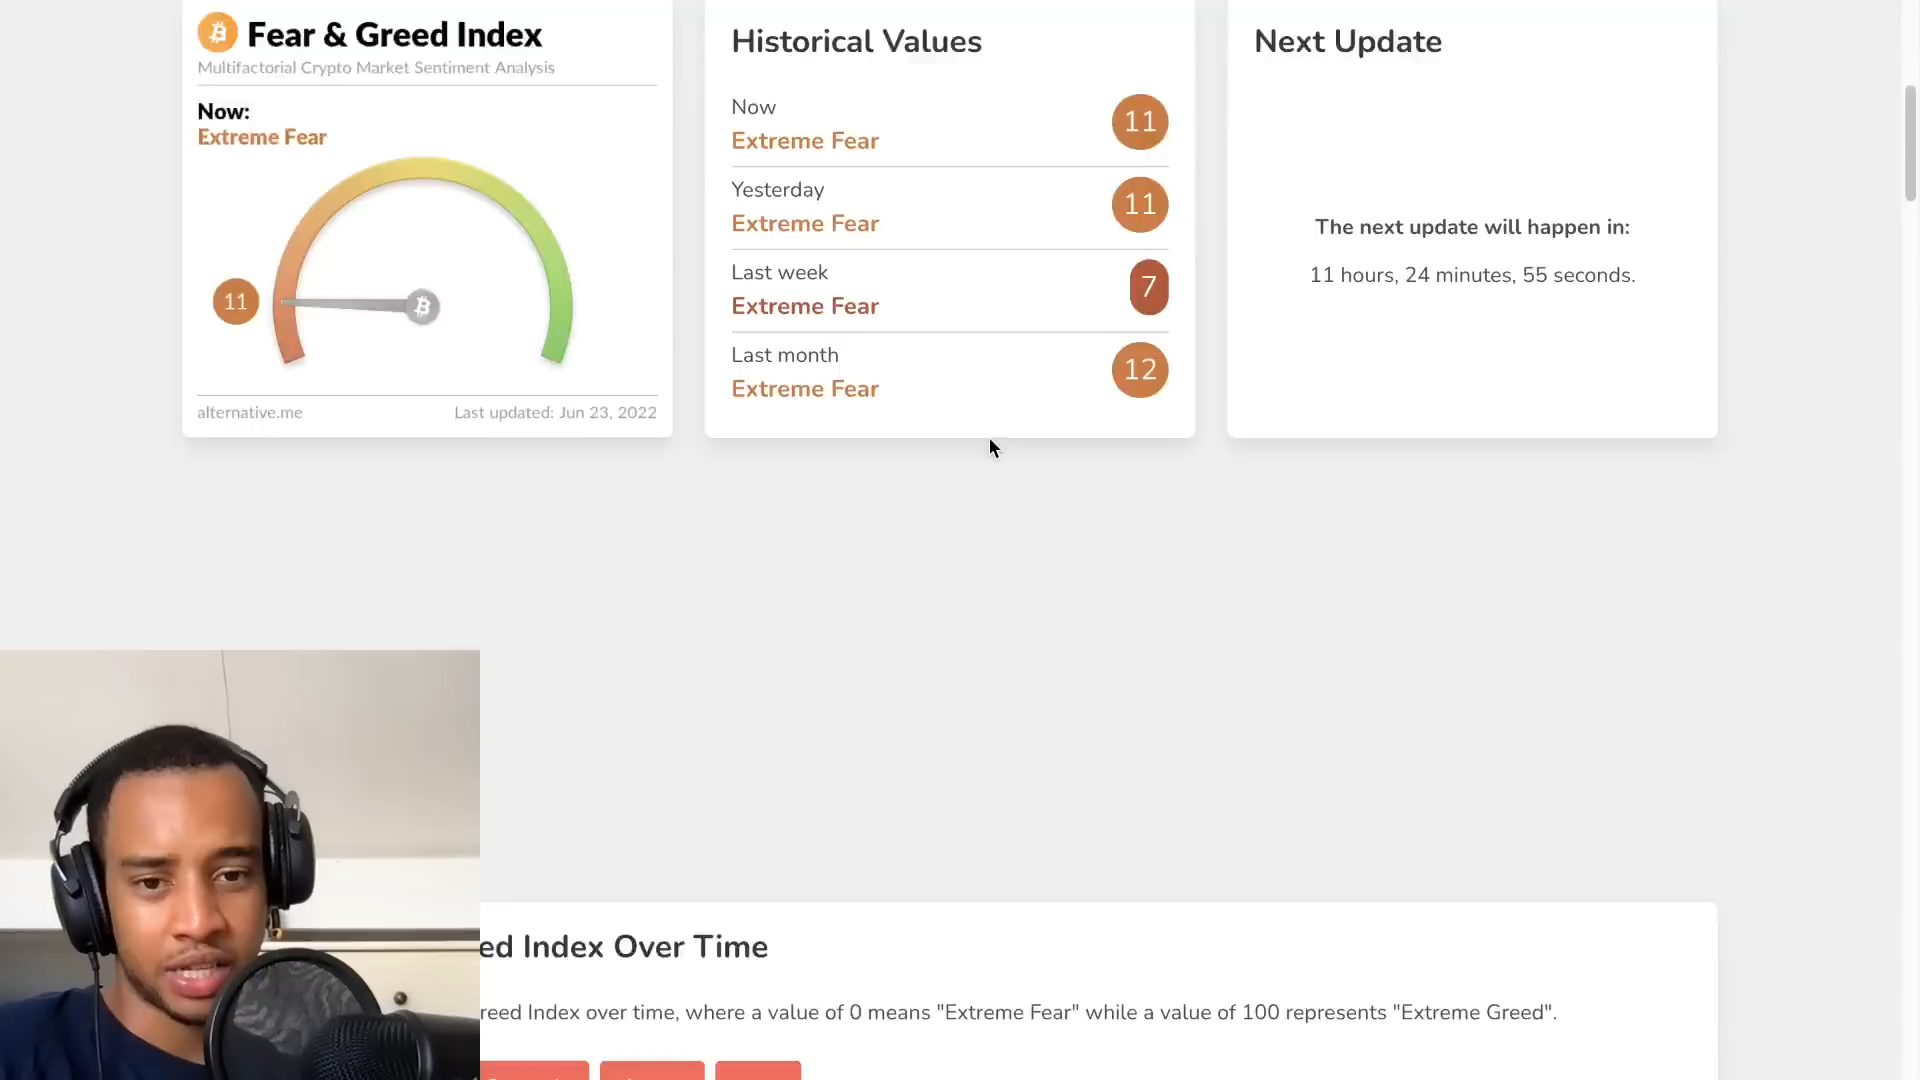 Fear & Greed Index
Multifactorial Crypto Market Sentiment Analysis
Now:
Extreme Fear
11
alternative.me
Last updated: Jun 23, 2022
Historical Values
Now
Extreme Fear
11
Yesterday
Extreme Fear
11
Last week
Extreme Fear
7
Last month
Extreme Fear
12
Next Update
The next update will happen in:
11 hours, 24 minutes, 55 seconds.
ed Index Over Time
reed Index over time, where a value of 0 means "Extreme Fear" while a value of 100 represents "Extreme Greed".